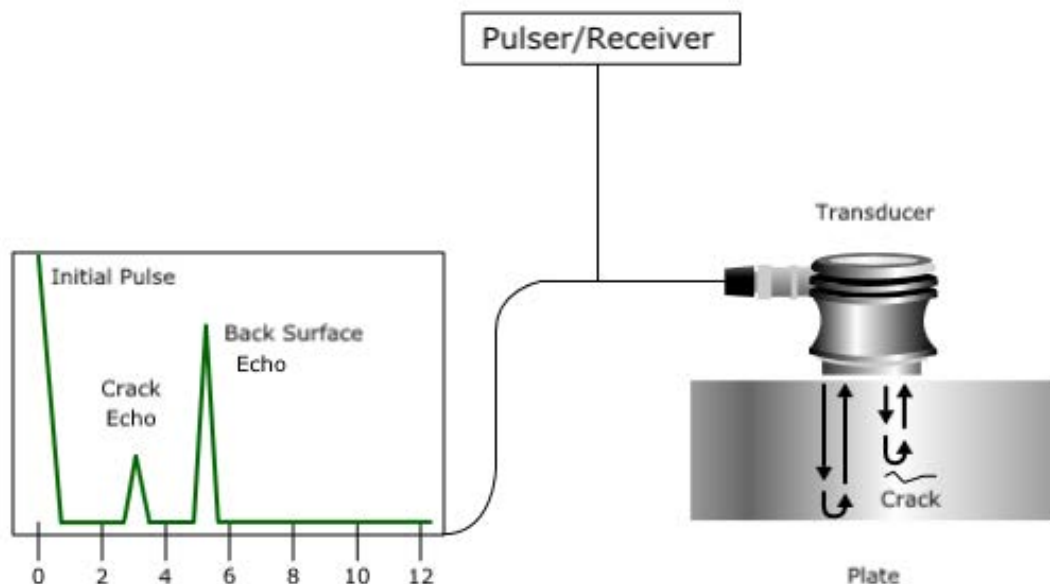 Pulser/Receiver
Transducer
Initial Pulse
Back Surface
Echo
Crack
Echo
Crack
0 2 4 6 8 10 12
Plate